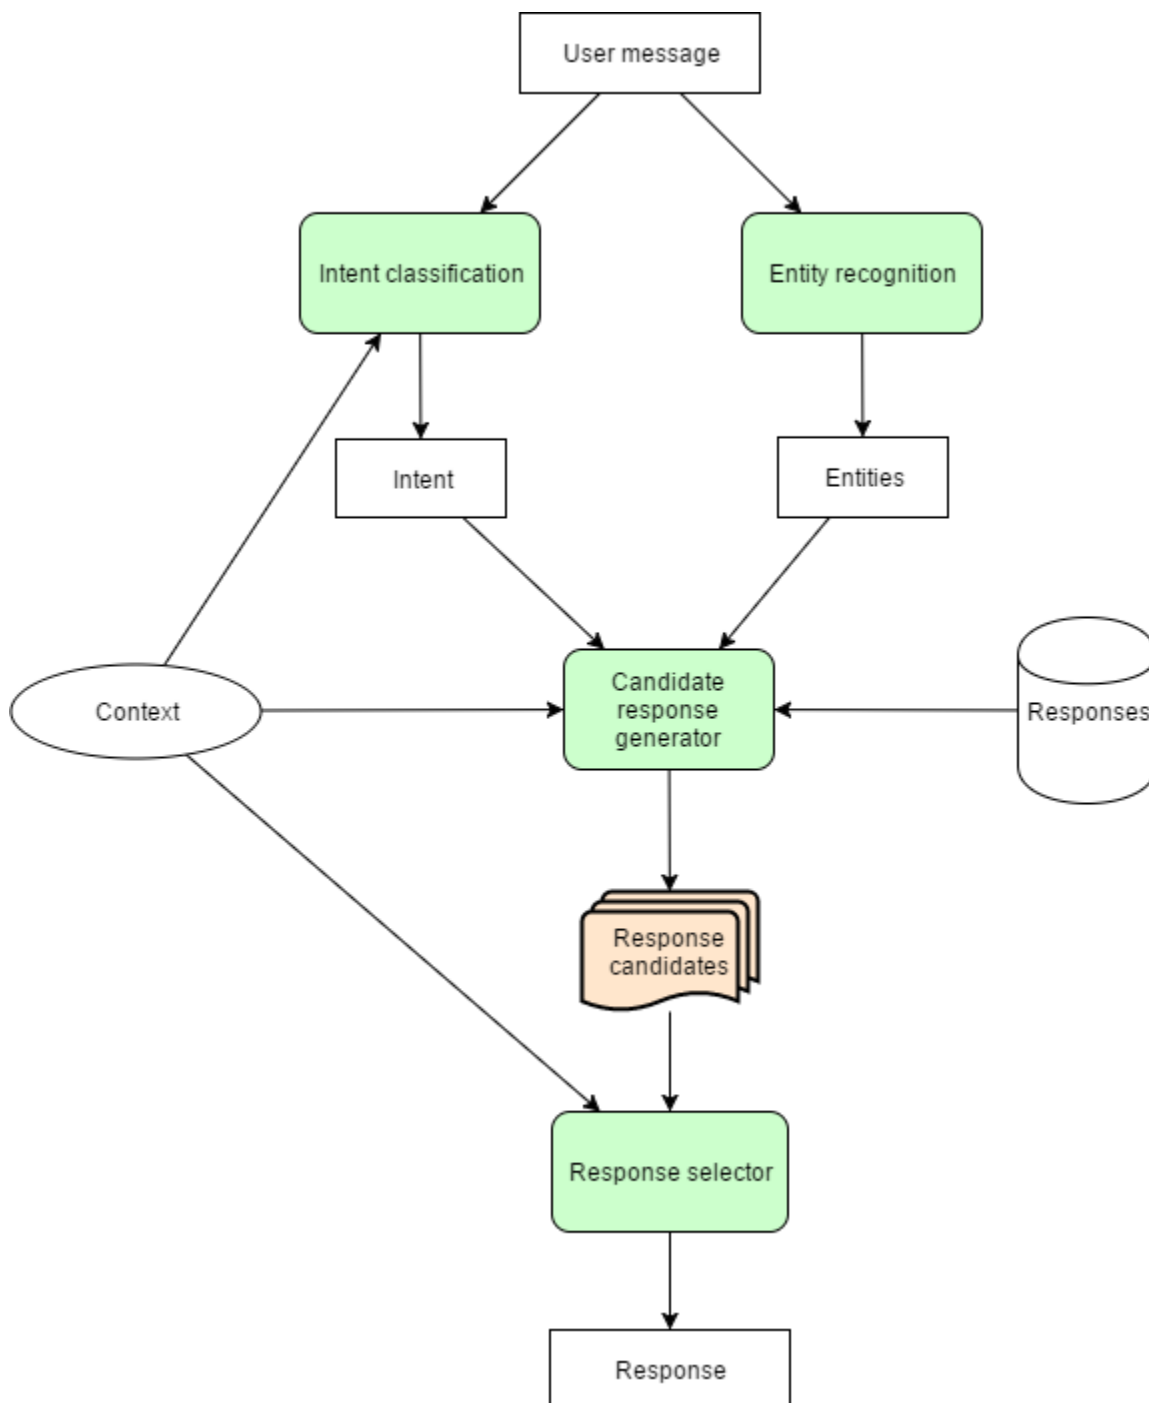 User message
Intent classification
Entity recognition
Intent
Entities
Context
Candidate
response
generator
Responses
Response
candidates
Response selector
Response